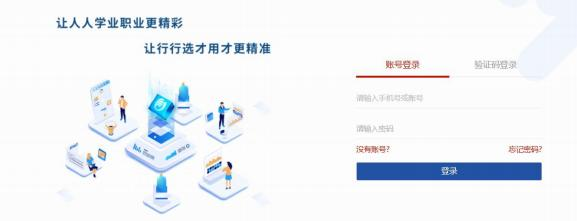 让人人学业职业更精彩
让行行选才用才更精准
账号登录 验证码登录
请输入手机号或账号
请输入密码
没有账号? 忘记密码?
登录